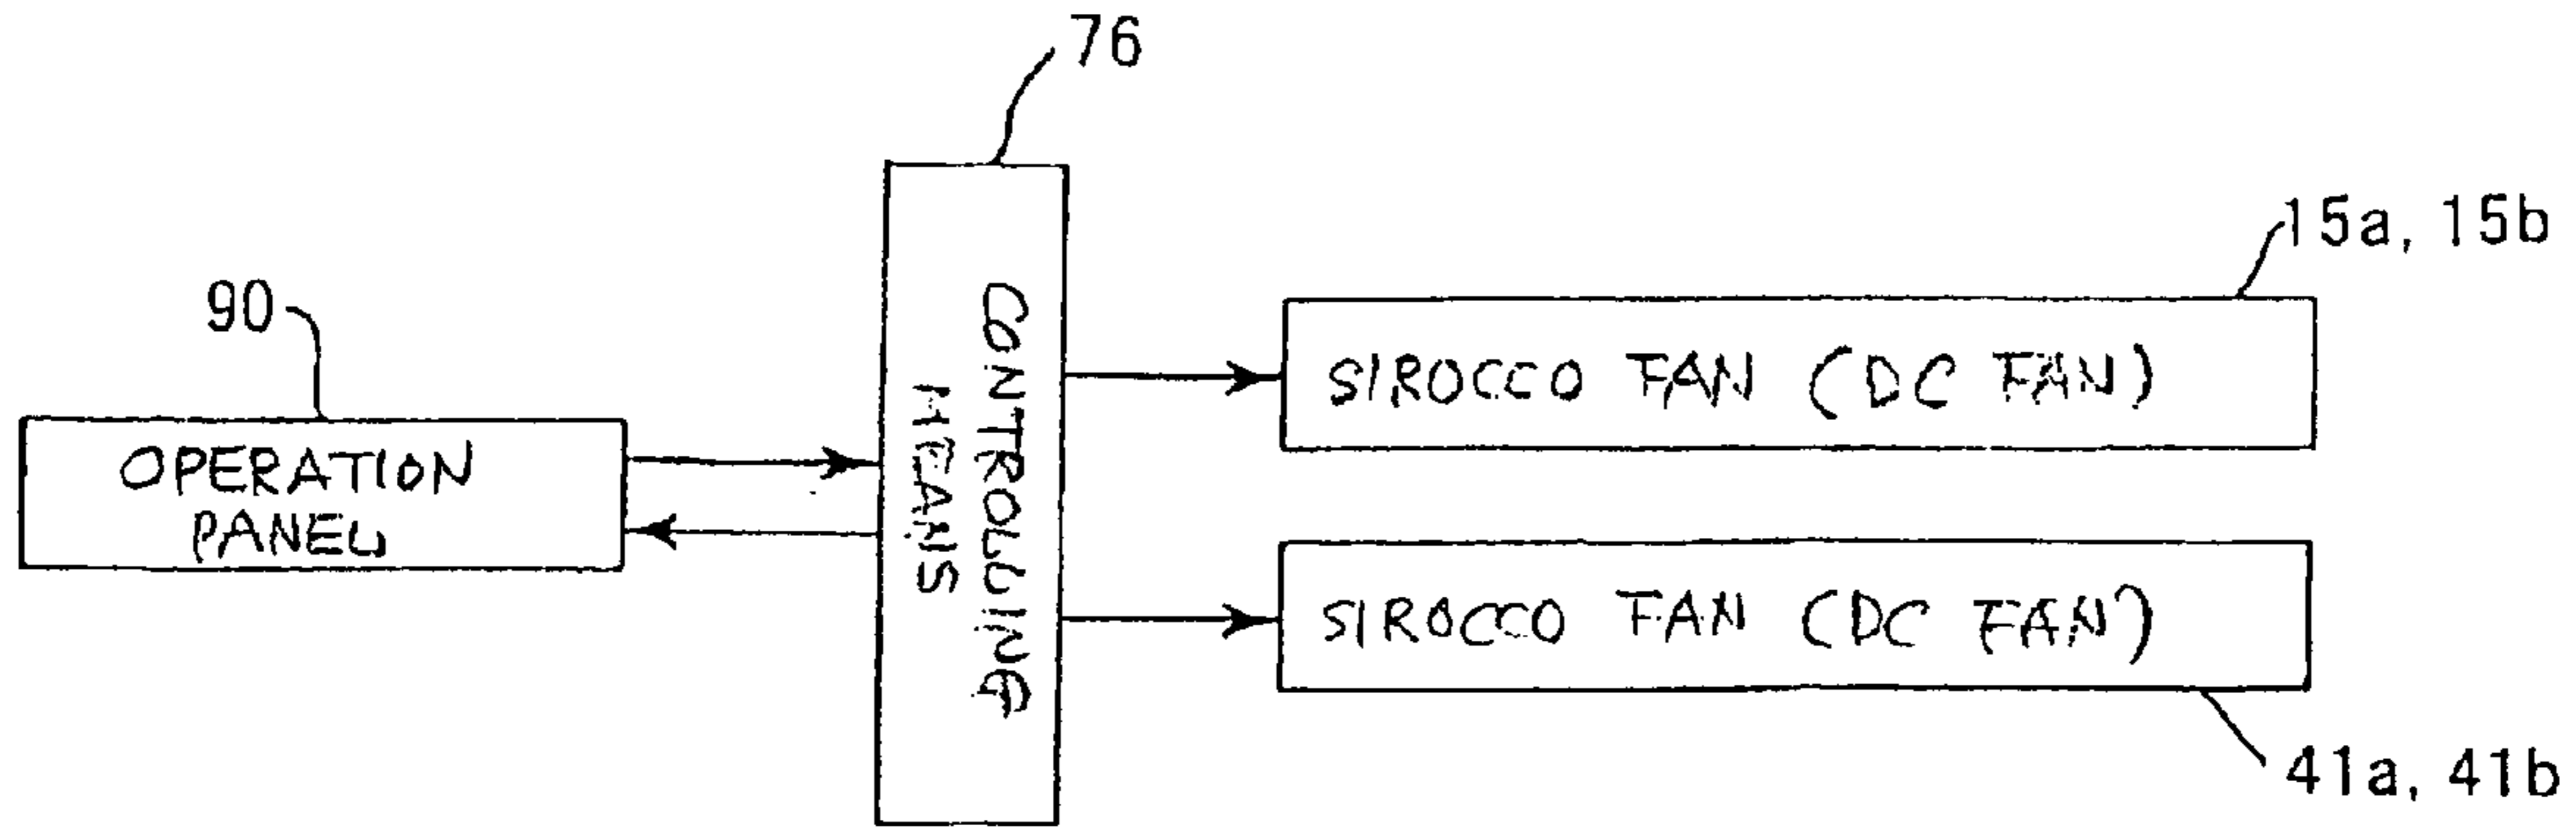 76
15a, 15b
90
CONTROLLING
MEANS
SIROCCO FAN (DC FAN)
OPERATION
PANEL
SIROCCO FAN (DC FAN)
41a, 41b